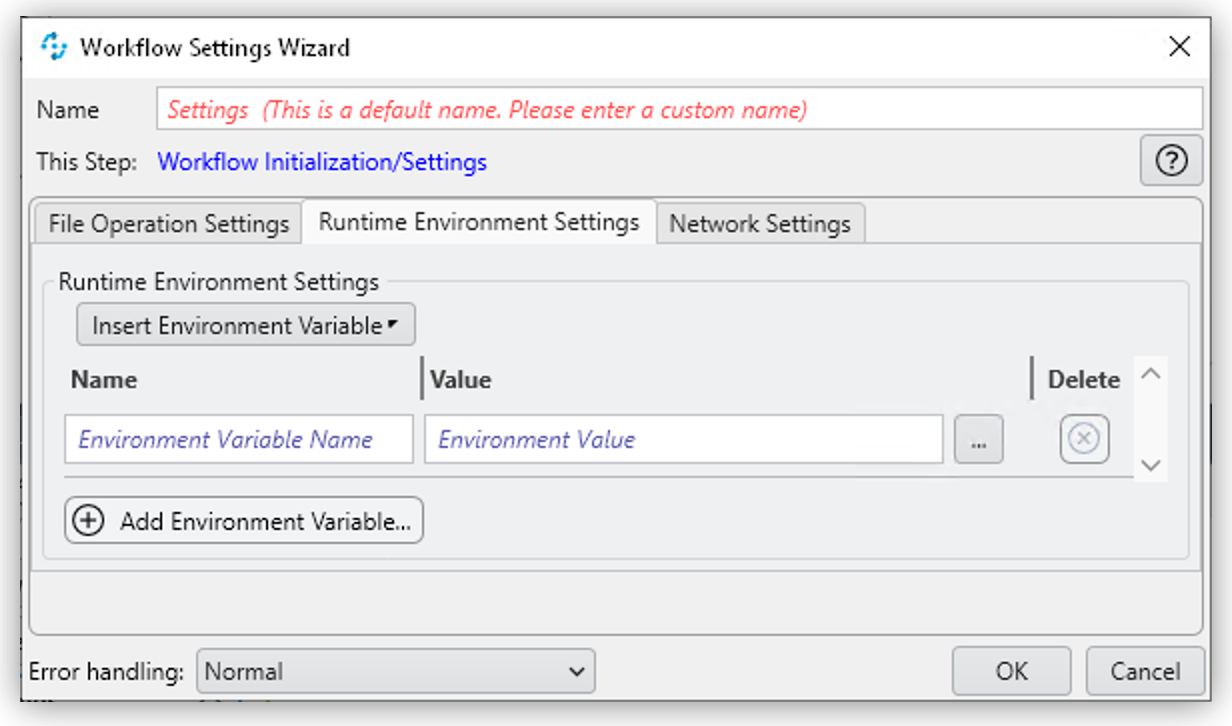 Workflow Settings Wizard
Name Settings (This is a default name. Please enter a custom name)
This Step: Workflow Initialization/Settings
File Operation Settings Runtime Environment Settings Network Settings
Runtime Environment Settings
Insert Environment Variable
Name Value Delete
Environment Variable Name Environment Value ...
Add Environment Variable...
Error handling: Normal OK Cancel